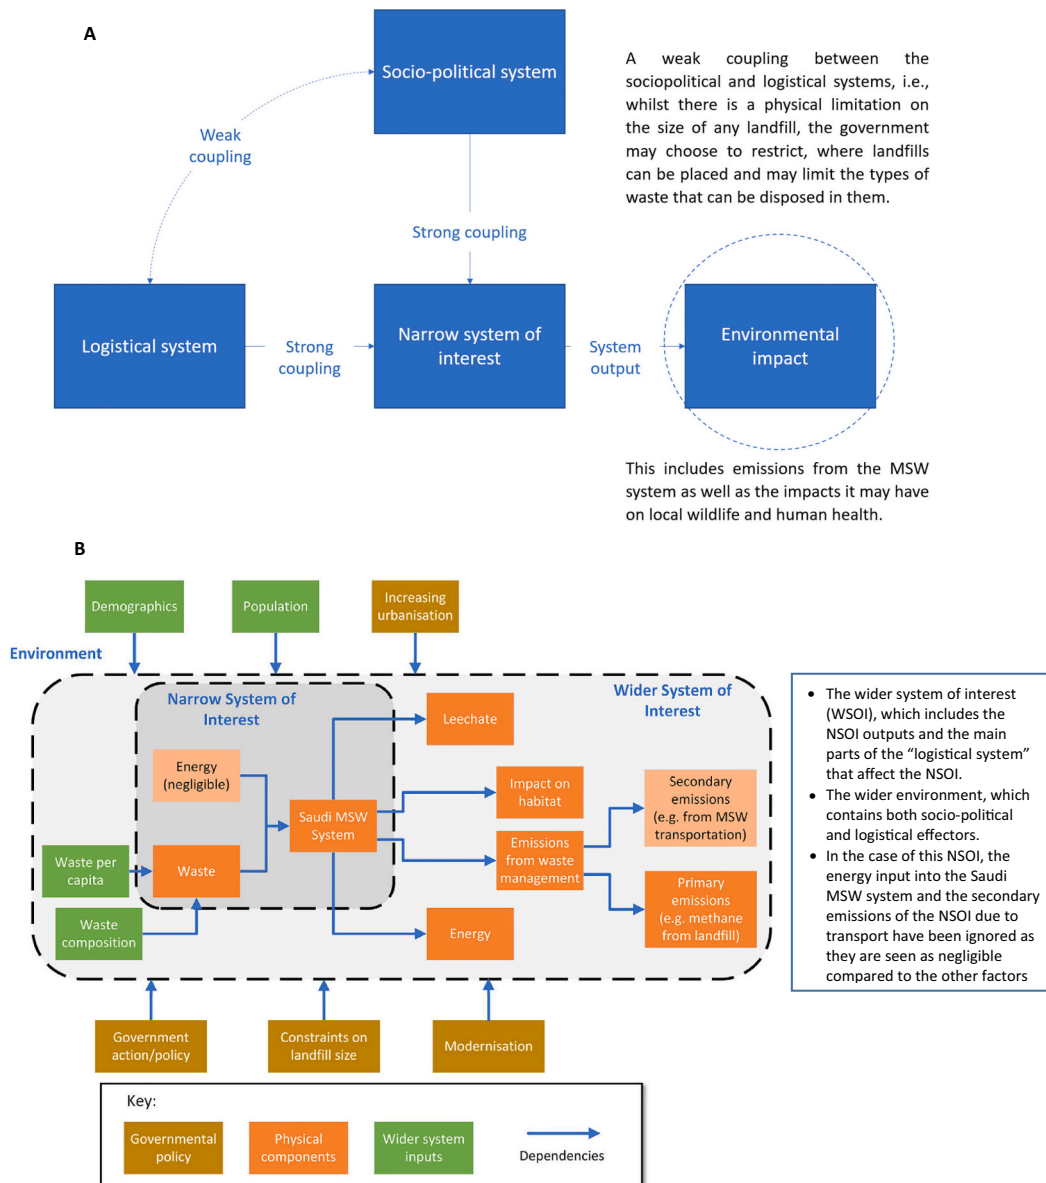 A
Socio-political system
Weak
coupling
Strong coupling
Logistical system
Strong
coupling
Narrow system of
interest
System
output
Environmental
impact
A weak coupling between the
sociopolitical and logistical systems, i.e.,
whilst there is a physical limitation on
the size of any landfill, the government
may choose to restrict, where landfills
can be placed and may limit the types of
waste that can be disposed in them.
This includes emissions from the MSW
system as well as the impacts it may have
on local wildlife and human health.
B
Demographics
Population
Increasing
urbanisation
Environment
Narrow System of
Interest
Wider System of
Interest
Leechate
Energy
(negligible)
Saudi MSW
System
Impact on
habitat
Secondary
emissions
(e.g. from MSW
transportation)
Waste per
capita
Waste
Emissions
from waste
management
Primary
emissions
(e.g. methane
from landfill)
Waste
composition
Energy
Government
action/policy
Constraints on
landfill size
Modernisation
• The wider system of interest
(WSOI), which includes the
NSOI outputs and the main
parts of the “logistical system”
that affect the NSOI.
• The wider environment, which
contains both socio-political
and logistical effectors.
• In the case of this NSOI, the
energy input into the Saudi
MSW system and the secondary
emissions of the NSOI due to
transport have been ignored as
they are seen as negligible
compared to the other factors
Key:
Governmental
policy
Physical
components
Wider system
inputs
Dependencies